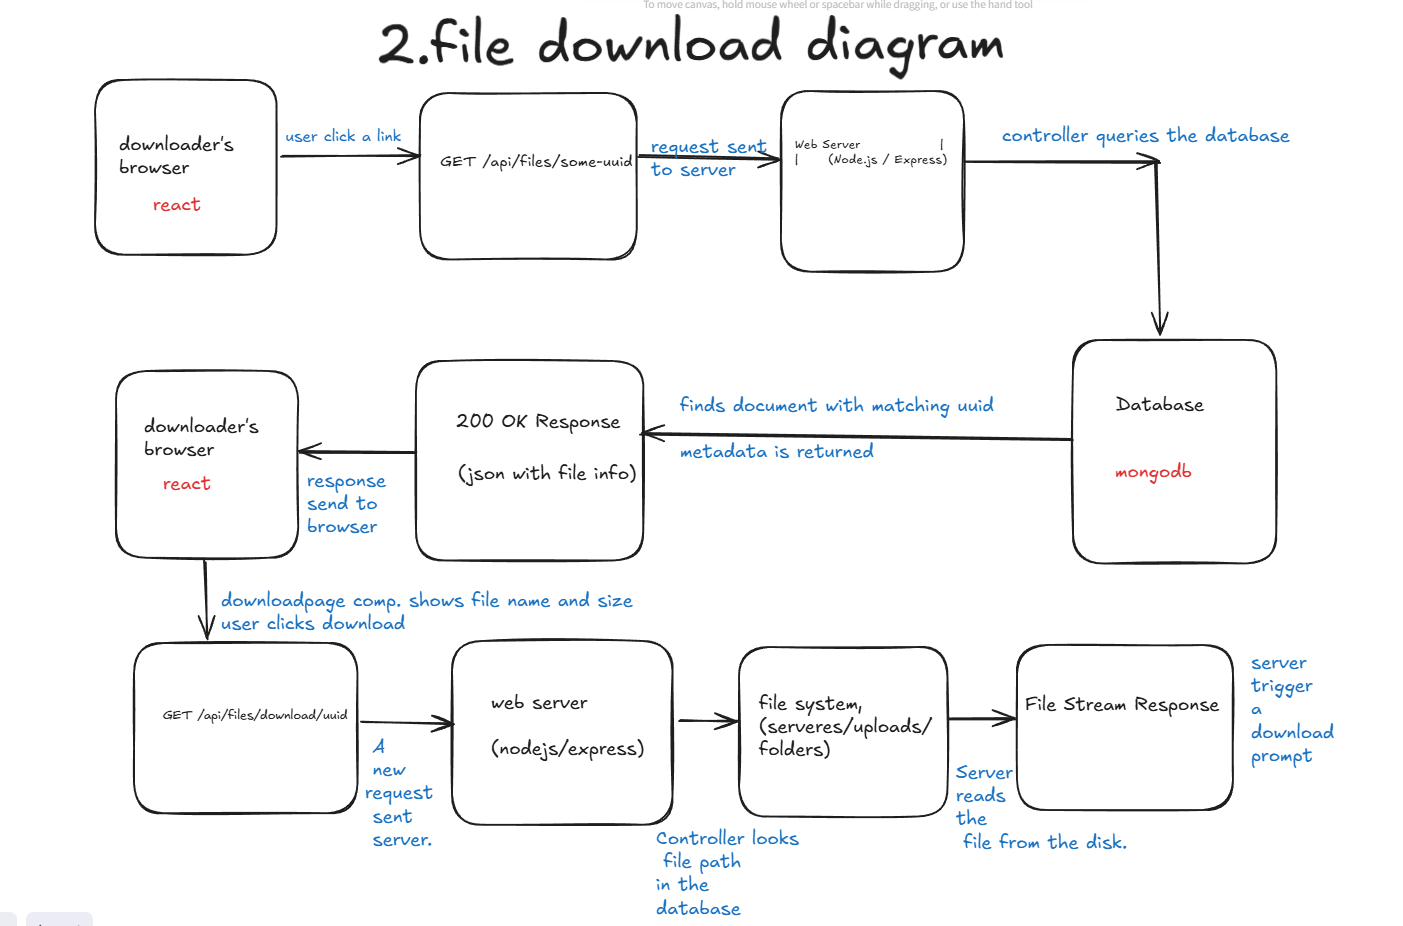 To move canvas, hold mouse wheel or spacebar while dragging, or use the hand tool
2.file download diagram
downloader's
browser
react
user click a link
GET /api/files/some-uuid
request sent
to server
Web Server |
| (Node.js / Express)
controller queries the database
Database
mongodb
finds document with matching uuid
metadata is returned
200 OK Response
(json with file info)
response
send to
browser
downloader's
browser
react
downloadpage comp. shows file name and size
user clicks download
GET /api/files/download/uuid
A
new
request
sent
server.
web server
(nodejs/express)
Controller looks
file path
in the
database
file system,
(serveres/uploads/
folders)
Server
reads
the
file from the disk.
File Stream Response
server
trigger
a
download
prompt